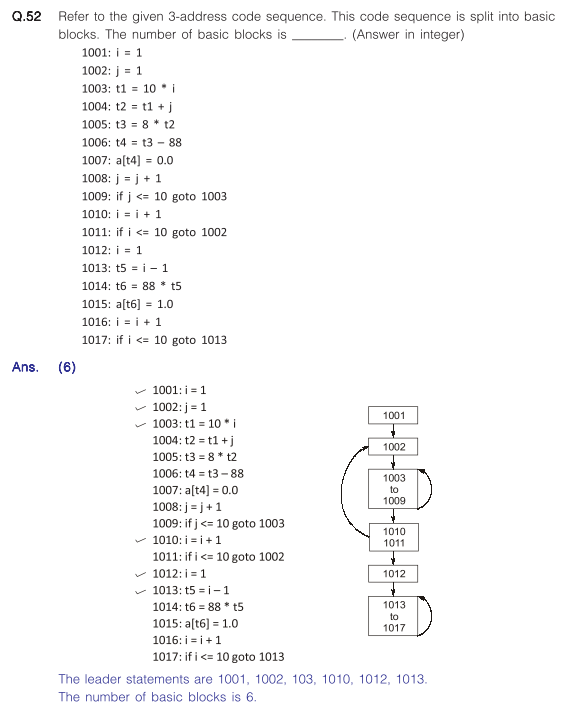 Q.52 Refer to the given 3-address code sequence. This code sequence is split into basic
blocks. The number of basic blocks is ________. (Answer in integer)
1001: i = 1
1002: j = 1
1003: t1 = 10 * i
1004: t2 = t1 + j
1005: t3 = 8 * t2
1006: t4 = t3 – 88
1007: a[t4] = 0.0
1008: j = j + 1
1009: if j <= 10 goto 1003
1010: i = i + 1
1011: if i <= 10 goto 1002
1012: i = 1
1013: t5 = i – 1
1014: t6 = 88 * t5
1015: a[t6] = 1.0
1016: i = i + 1
1017: if i <= 10 goto 1013
Ans. (6)
1001: i = 1
1002: j = 1
1003: t1 = 10 * i
1004: t2 = t1 + j
1005: t3 = 8 * t2
1006: t4 = t3 – 88
1007: a[t4] = 0.0
1008: j = j + 1
1009: if j <= 10 goto 1003
1010: i = i + 1
1011: if i <= 10 goto 1002
1012: i = 1
1013: t5 = i – 1
1014: t6 = 88 * t5
1015: a[t6] = 1.0
1016: i = i + 1
1017: if i <= 10 goto 1013
1001
1002
1003
to
1009
1010
1011
1012
1013
to
1017
The leader statements are 1001, 1002, 103, 1010, 1012, 1013.
The number of basic blocks is 6.